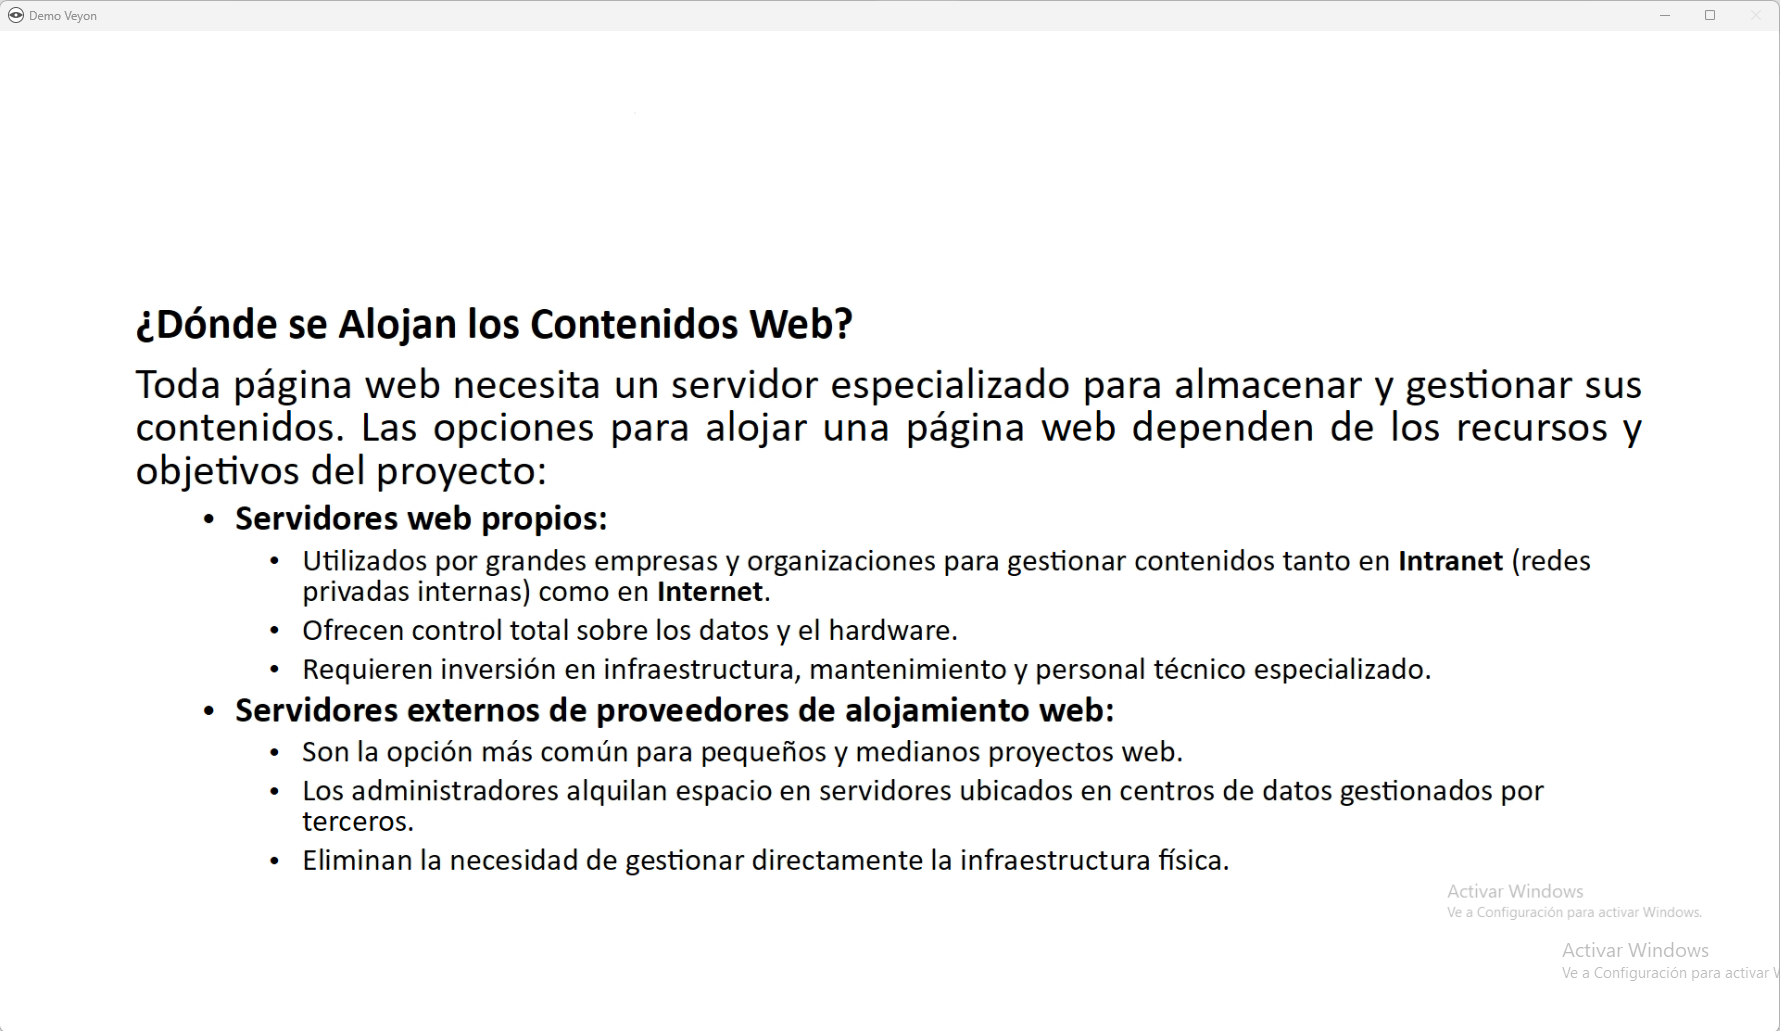 Demo Veyon
¿Dónde se Alojan los Contenidos Web?
Toda página web necesita un servidor especializado para almacenar y gestionar sus
contenidos. Las opciones para alojar una página web dependen de los recursos y
objetivos del proyecto:
• Servidores web propios:
• Utilizados por grandes empresas y organizaciones para gestionar contenidos tanto en Intranet (redes
privadas internas) como en Internet.
• Ofrecen control total sobre los datos y el hardware.
• Requieren inversión en infraestructura, mantenimiento y personal técnico especializado.
• Servidores externos de proveedores de alojamiento web:
• Son la opción más común para pequeños y medianos proyectos web.
• Los administradores alquilan espacio en servidores ubicados en centros de datos gestionados por
terceros.
• Eliminan la necesidad de gestionar directamente la infraestructura física.
Activar Windows
Ve a Configuración para activar Windows.
Activar Windows
Ve a Configuración para activar